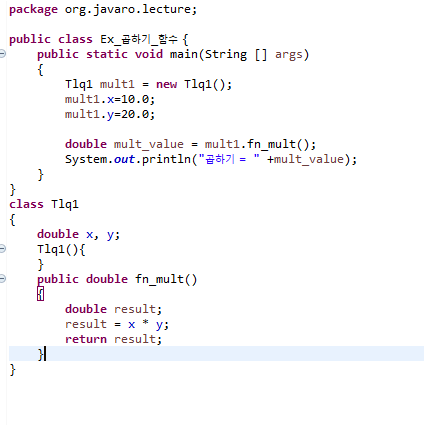 package org.javaro.lecture;
public class Ex_곱하기_함수 {
public static void main(String [] args)
{
Tlq1 mult1 = new Tlq1();
mult1.x=10.0;
mult1.y=20.0;
double mult_value = mult1.fn_mult();
System.out.println("곱하기 = " +mult_value);
}
}
class Tlq1
{
double x, y;
Tlq1(){
}
public double fn_mult()
{
double result;
result = x * y;
return result;
}
}